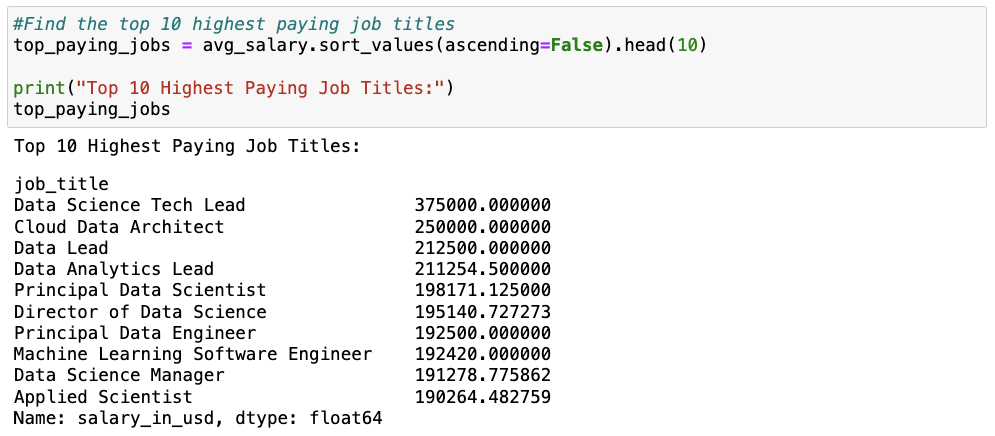 #Find the top 10 highest paying job titles
top_paying_jobs = avg_salary.sort_values(ascending=False).head(10)
print("Top 10 Highest Paying Job Titles:")
top_paying_jobs
Top 10 Highest Paying Job Titles:
job_title
Data Science Tech Lead 375000.000000
Cloud Data Architect 250000.000000
Data Lead 212500.000000
Data Analytics Lead 211254.500000
Principal Data Scientist 198171.125000
Director of Data Science 195140.727273
Principal Data Engineer 192500.000000
Machine Learning Software Engineer 192420.000000
Data Science Manager 191278.775862
Applied Scientist 190264.482759
Name: salary_in_usd, dtype: float64